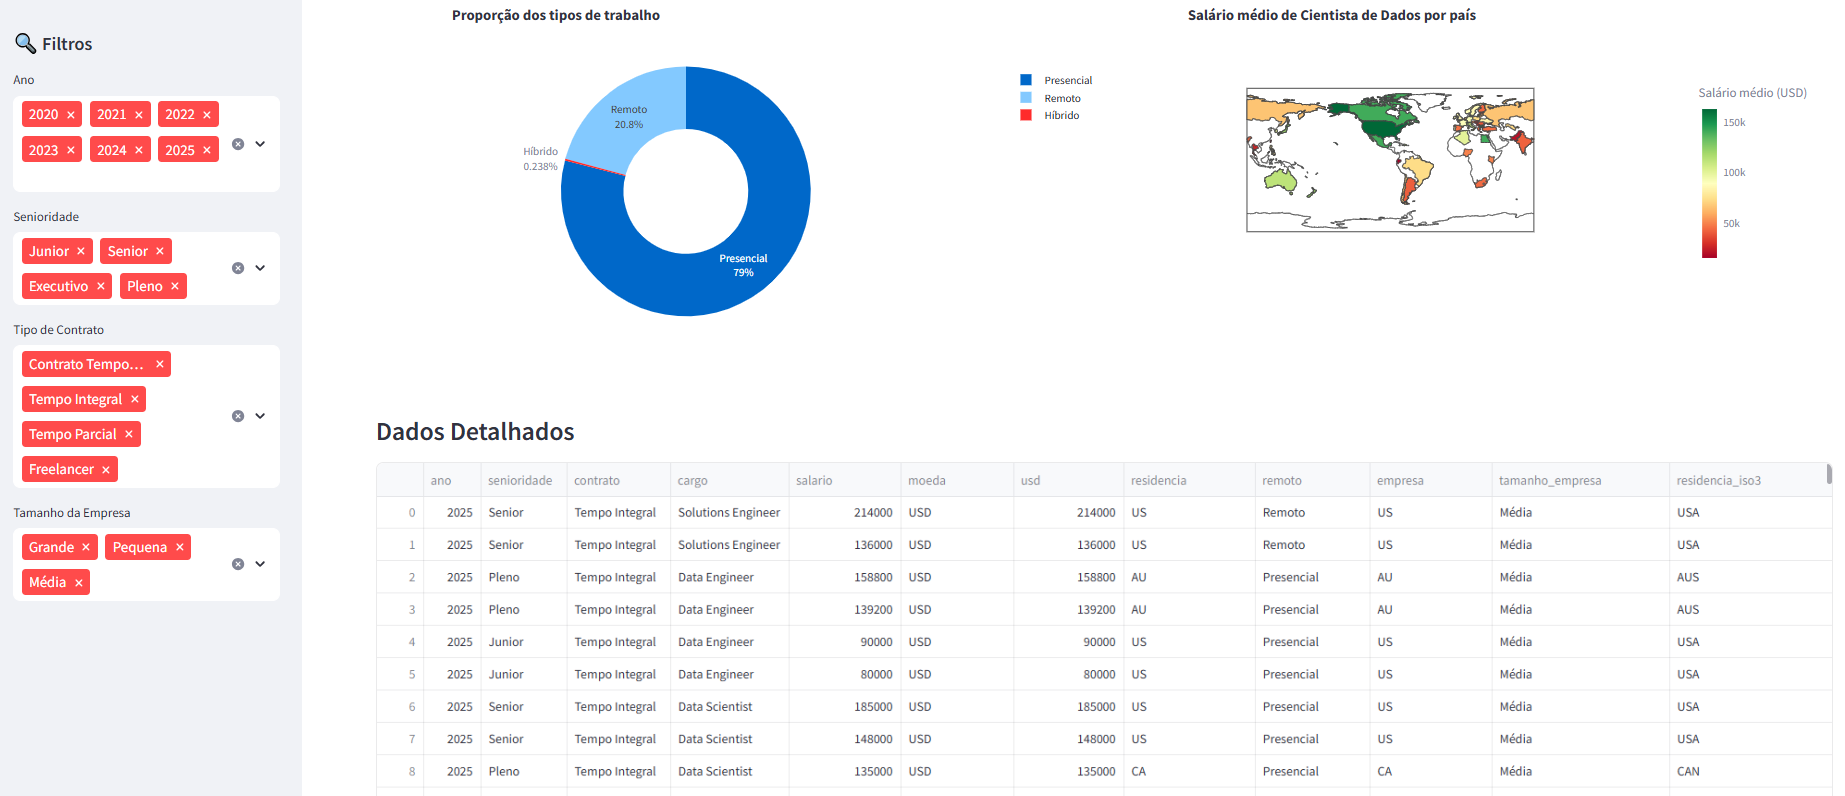 🔍 Filtros
Ano
2020 × 2021 × 2022 ×
2023 × 2024 × 2025 ×
Senioridade
Junior × Senior ×
Executivo × Pleno ×
Tipo de Contrato
Contrato Tempo... ×
Tempo Integral ×
Tempo Parcial ×
Freelancer ×
Tamanho da Empresa
Grande × Pequena ×
Média ×
Proporção dos tipos de trabalho
Remoto
20.8%
Híbrido
0.238%
Presencial
79%
Presencial
Remoto
Híbrido
Salário médio de Cientista de Dados por país
Salário médio (USD)
150k
100k
50k
Dados Detalhados
ano senioridade contrato cargo salario moeda usd residencia remoto empresa tamanho_empresa residencia_iso3
0 2025 Senior Tempo Integral Solutions Engineer 214000 USD 214000 US Remoto US Média USA
1 2025 Senior Tempo Integral Solutions Engineer 136000 USD 136000 US Remoto US Média USA
2 2025 Pleno Tempo Integral Data Engineer 158800 USD 158800 AU Presencial AU Média AUS
3 2025 Pleno Tempo Integral Data Engineer 139200 USD 139200 AU Presencial AU Média AUS
4 2025 Junior Tempo Integral Data Engineer 90000 USD 90000 US Presencial US Média USA
5 2025 Junior Tempo Integral Data Engineer 80000 USD 80000 US Presencial US Média USA
6 2025 Senior Tempo Integral Data Scientist 185000 USD 185000 US Presencial US Média USA
7 2025 Senior Tempo Integral Data Scientist 148000 USD 148000 US Presencial US Média USA
8 2025 Pleno Tempo Integral Data Scientist 135000 USD 135000 CA Presencial CA Média CAN